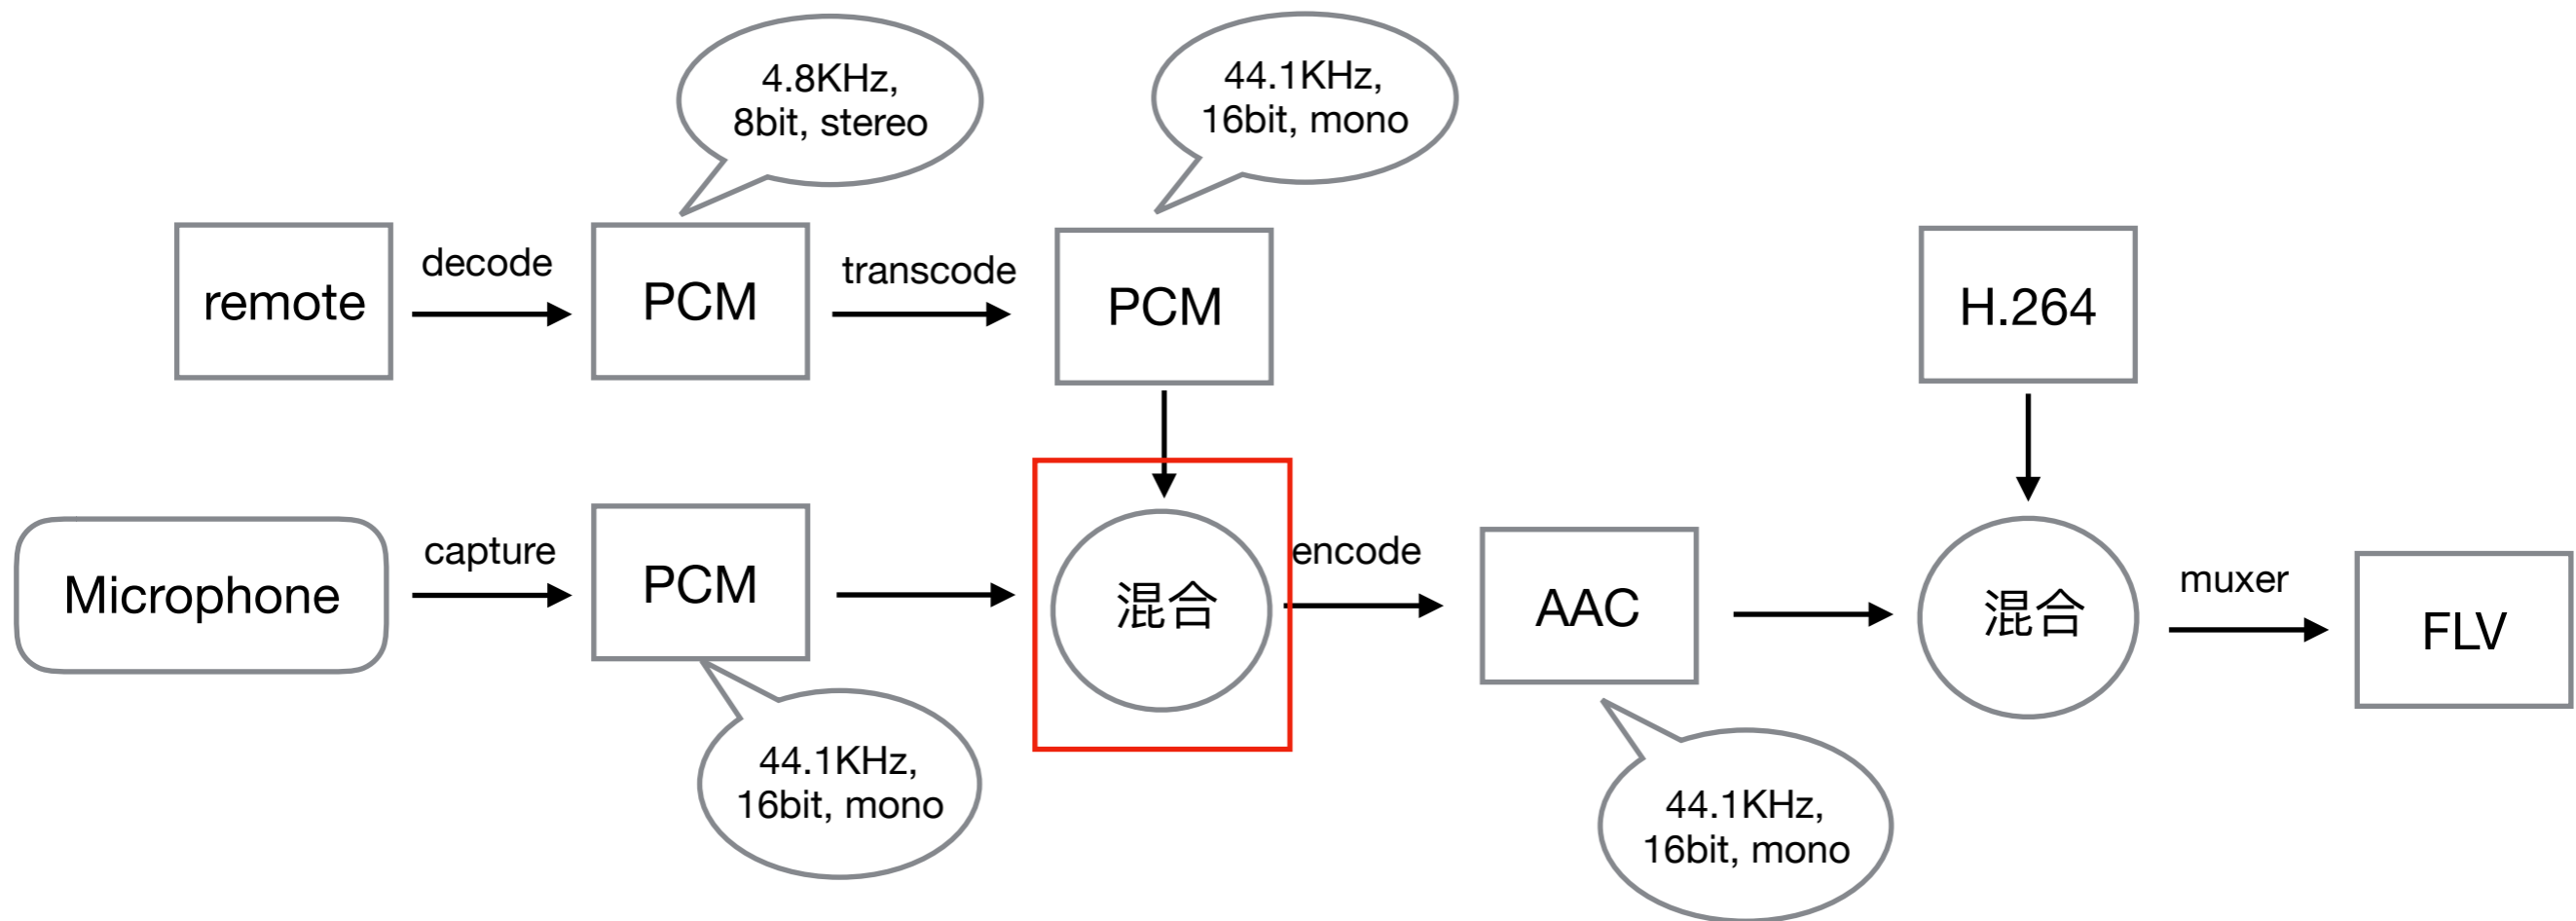 4.8KHz,
8bit, stereo
44.1KHz,
16bit, mono
remote
decode
PCM
transcode
PCM
H.264
Microphone
capture
PCM
混合
encode
AAC
混合
muxer
FLV
44.1KHz,
16bit, mono
44.1KHz,
16bit, mono